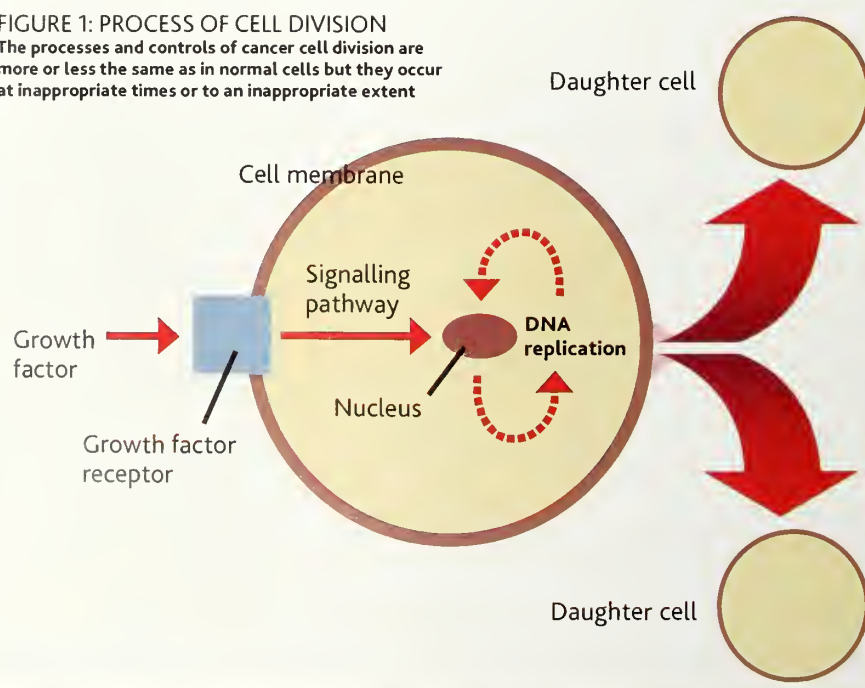 FIGURE 1: PROCESS OF CELL DIVISION
The processes and controls of cancer cell division are
more or less the same as in normal cells but they occur
at inappropriate times or to an inappropriate extent
Daughter cell
Cell membrane
Signalling
pathway
Growth
factor
DNA
replication
Nucleus
Growth factor
receptor
Daughter cell